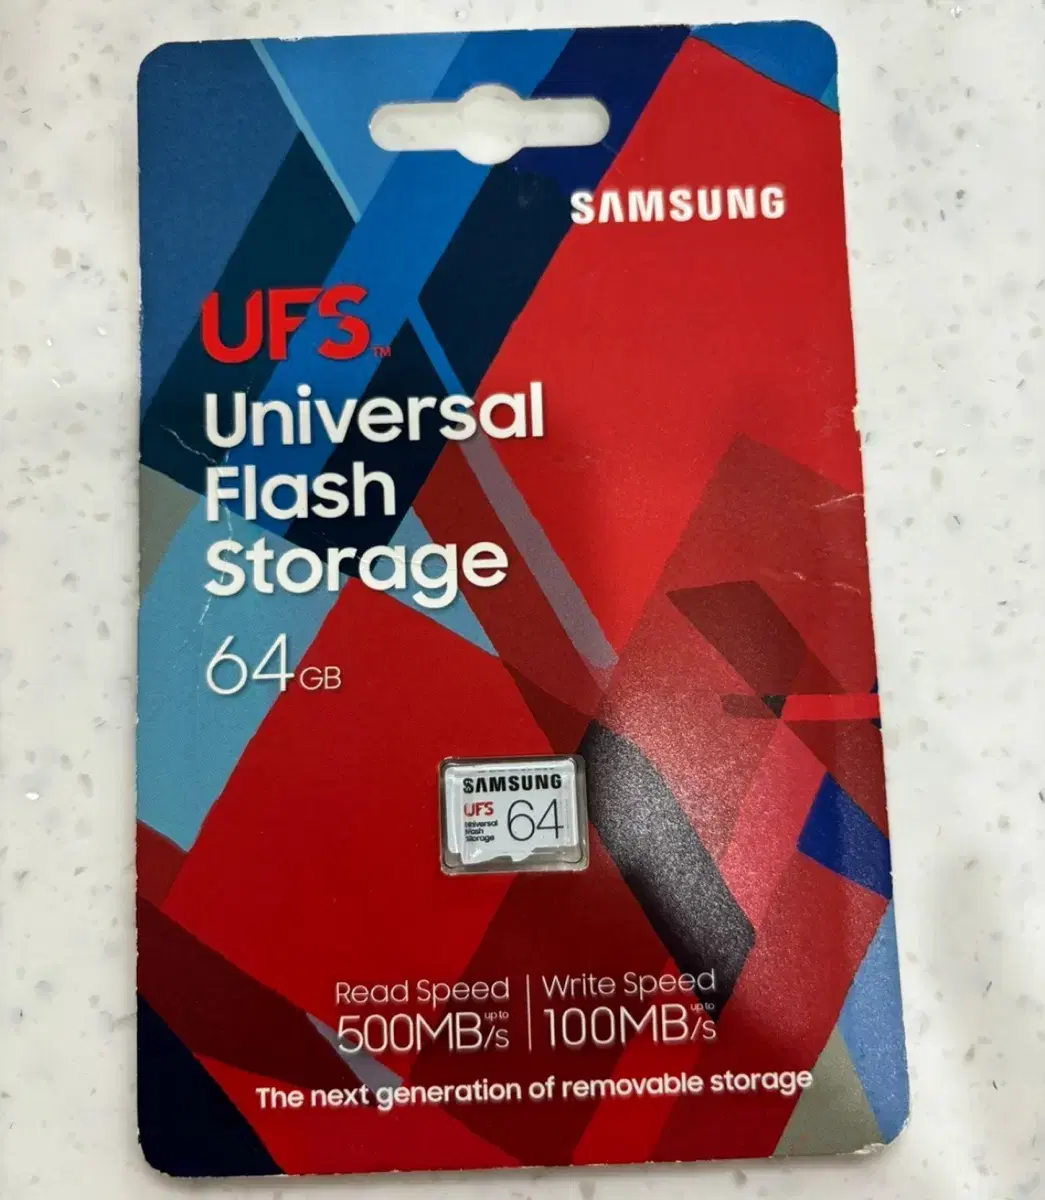 SAMSUNG
UFS™
Universal
Flash
Storage
64GB
SAMSUNG
UFS
Universal
Flash
Storage
64
Read Speed
up to
500MB/s
Write Speed
up to
100MB/s
The next generation of removable storage